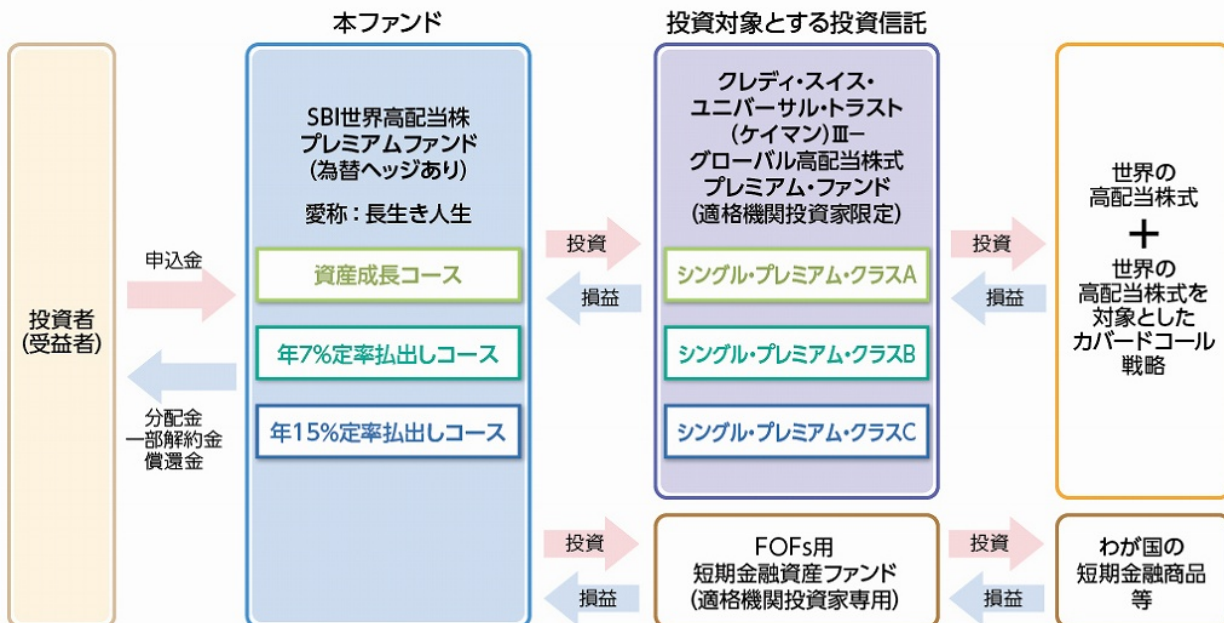 本ファンド
投資対象とする投資信託
投資者
(受益者)
申込金
分配金
一部解約金
償還金
SBI世界高配当株
プレミアムファンド
(為替ヘッジあり)
愛称：長生き人生
資産成長コース
年7%定率払出しコース
年15%定率払出しコース
投資
損益
クレディ・スイス・
ユニバーサル・トラスト
(ケイマン)Ⅲー
グローバル高配当株式
プレミアム・ファンド
(適格機関投資家限定)
シングル・プレミアム・クラスA
シングル・プレミアム・クラスB
シングル・プレミアム・クラスC
投資
損益
世界の
高配当株式
＋
世界の
高配当株式を
対象とした
カバードコール
戦略
投資
損益
FOFs用
短期金融資産ファンド
(適格機関投資家専用)
投資
損益
わが国の
短期金融商品
等